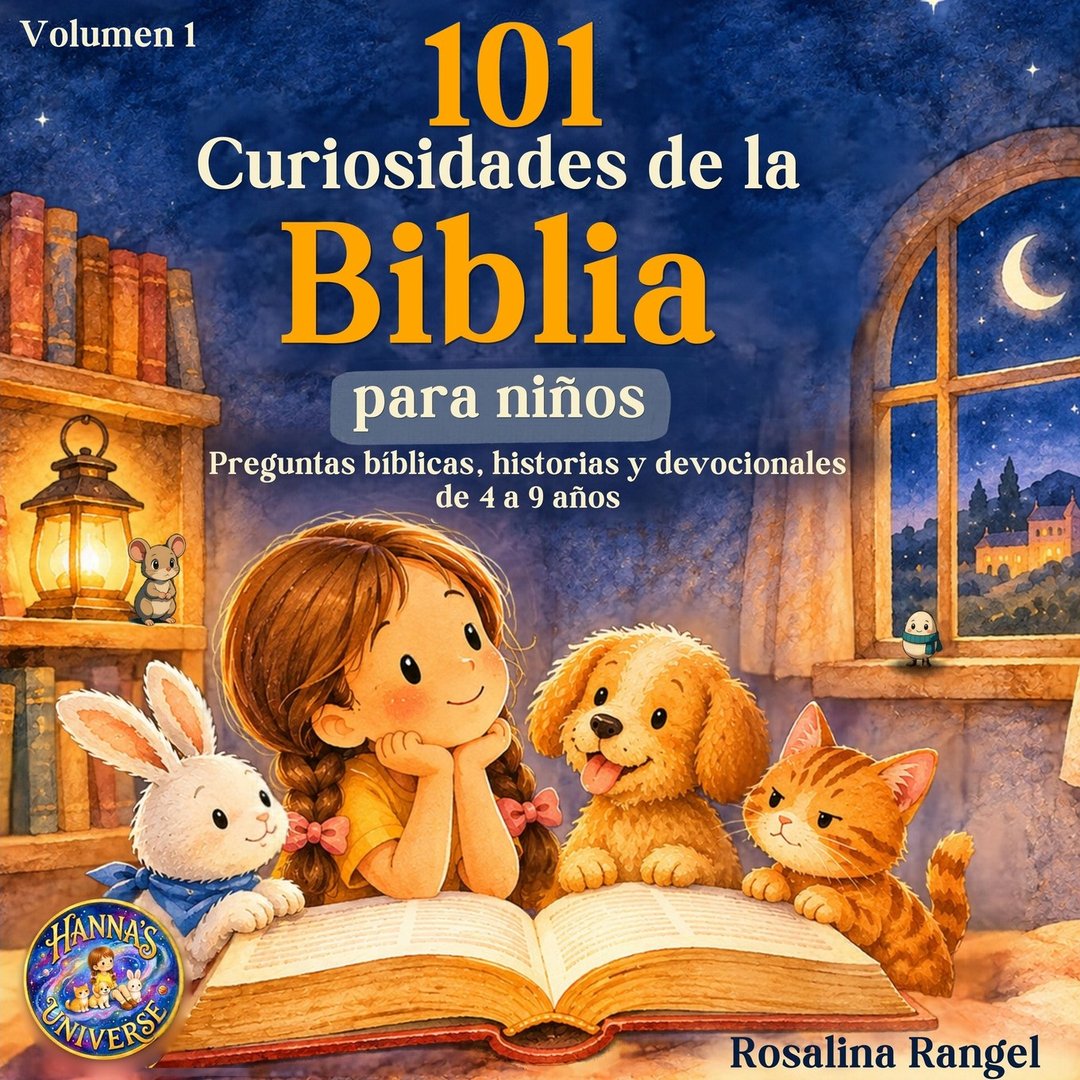 Volumen 1
101
Curiosidades de la
Biblia
para niños
Preguntas bíblicas, historias y devocionales
de 4 a 9 años
HANNA'S
UNIVERSE
Rosalina Rangel